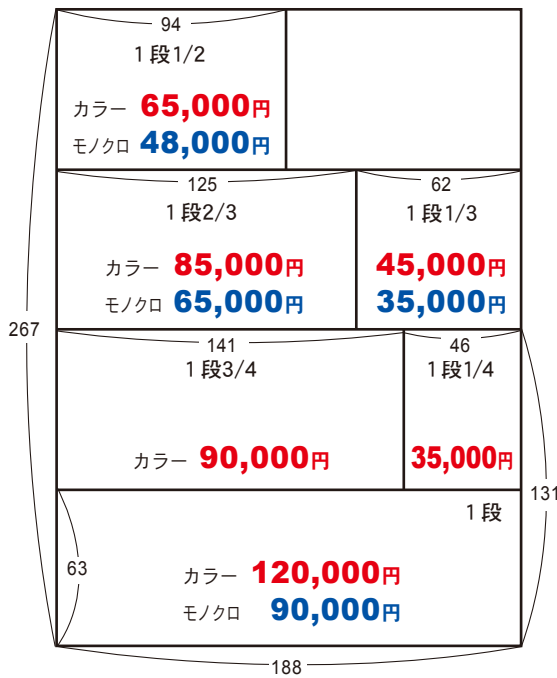 94
1段1/2
カラー 65,000円
モノクロ 48,000円
125
62
1段2/3
1段1/3
カラー 85,000円
45,000円
モノクロ 65,000円
35,000円
267
141
46
1段3/4
1段1/4
カラー 90,000円
35,000円
131
1段
63
カラー 120,000円
モノクロ 90,000円
188